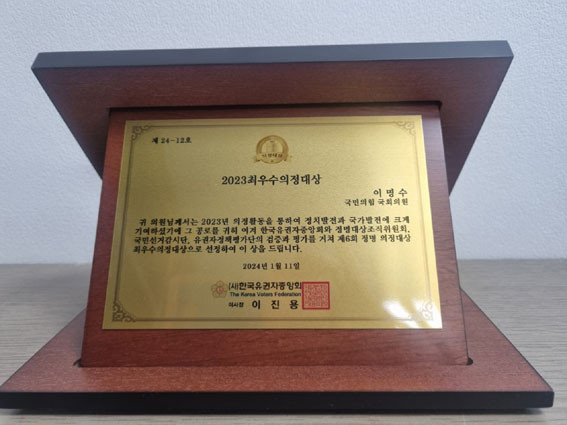 제 24-12호
2023최우수의정대상
이 명 수
국민의힘 국회의원
귀 의원님께서는 2023년 의정활동을 통하여 정치발전과 국가발전에 크게
기여하셨기에 그 공로를 귀히 여겨 한국유권자중앙회와 정명대상조직위원회,
국민선거감시단, 유권자정책평가단의 검증과 평가를 거쳐 제6회 정명 의정대상
최우수의정대상으로 선정하여 이 상을 드립니다.
2024년 1월 11일
(사)한국유권자중앙회
The Korea Voters Federation
이사장 이 진 용